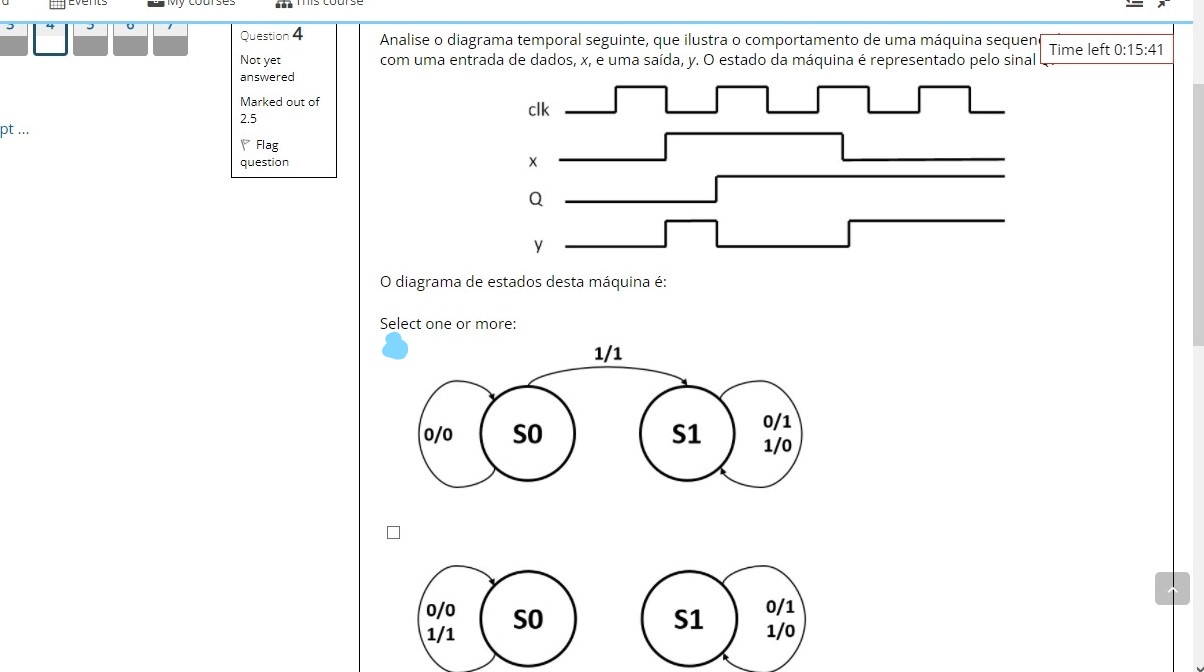 Events
My courses
This course
3
4
5
6
7
pt ...
Question 4
Not yet
answered
Marked out of
2.5
Flag
question
Time left 0:15:41
Analise o diagrama temporal seguinte, que ilustra o comportamento de uma máquina
com uma entrada de dados, x, e uma saída, y. O estado da máquina é representado pelo sinal
clk
x
Q
y
O diagrama de estados desta máquina é:
Select one or more:
1/1
0/0
S0
S1
0/1
1/0
0/0
1/1
S0
S1
0/1
1/0